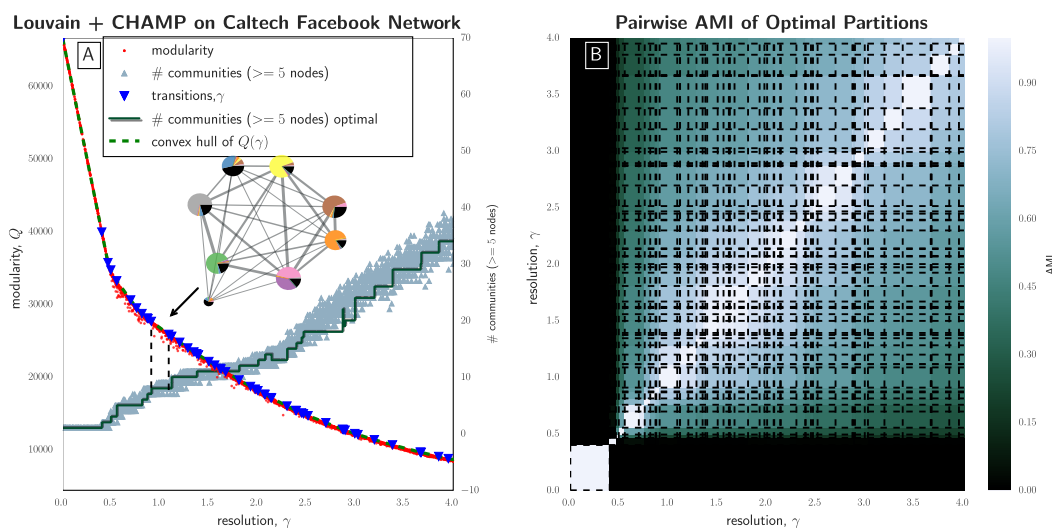 Louvain + CHAMP on Caltech Facebook Network
A
modularity
# communities (>= 5 nodes)
transitions,γ
# communities (>= 5 nodes) optimal
convex hull of Q(γ)
60000
50000
40000
30000
20000
10000
modularity, Q
70
60
50
40
30
20
10
0
−10
# communities (>= 5 nodes)
0.0 0.5 1.0 1.5 2.0 2.5 3.0 3.5 4.0
resolution, γ
Pairwise AMI of Optimal Partitions
B
4.0
3.5
3.0
2.5
2.0
1.5
1.0
0.5
0.0
resolution, γ
0.0 0.5 1.0 1.5 2.0 2.5 3.0 3.5 4.0
resolution, γ
0.90
0.75
0.60
0.45
0.30
0.15
0.00
AMI